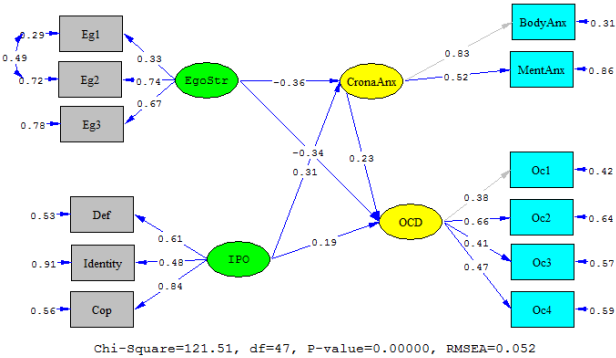 BodyAnx
0.31
0.29
Eg1
0.49
0.33
0.83
0.72
Eg2
0.74
EgoStr
-0.36
CronaAnx
0.52
MentAnx
0.86
0.67
0.78
Eg3
-0.34
0.23
0.31
Oc1
0.42
0.38
0.53
Def
0.61
0.66
Oc2
0.64
OCD
0.19
0.41
0.91
Identity
0.48
IPO
0.47
Oc3
0.57
0.84
0.56
Cop
Oc4
0.59
Chi-Square=121.51, df=47, P-value=0.00000, RMSEA=0.052